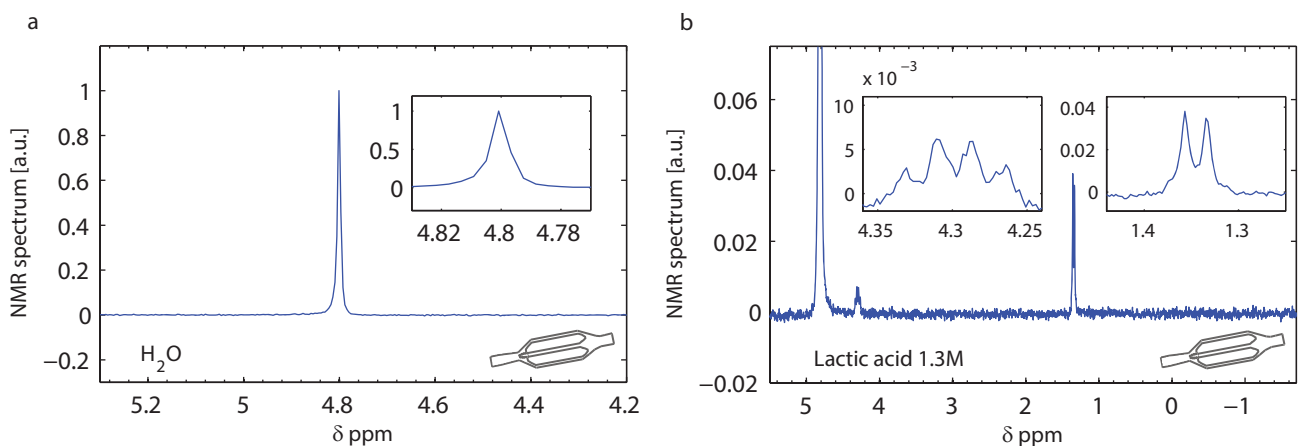 a
NMR spectrum [a.u.]
1
0.8
0.6
0.4
0.2
0
−0.2
1
0.5
0
4.82 4.8 4.78
H₂O
5.2 5 4.8 4.6 4.4 4.2
δ ppm
b
NMR spectrum [a.u.]
0.06
0.04
0.02
0
−0.02
x 10⁻³
10
5
0
4.35 4.3 4.25
0.04
0.02
0
1.4 1.3
Lactic acid 1.3M
5 4 3 2 1 0 −1
δ ppm